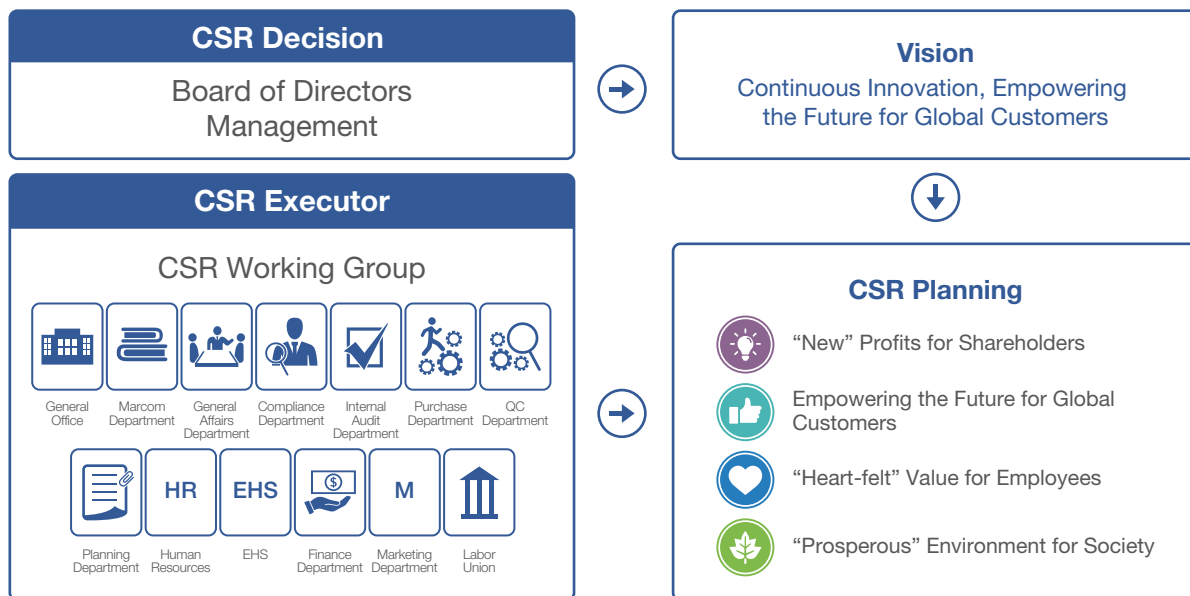 CSR Decision
Board of Directors
Management
Vision
Continuous Innovation, Empowering
the Future for Global Customers
CSR Executor
CSR Working Group
General
Office
Marcom
Department
General
Affairs
Department
Compliance
Department
Internal
Audit
Department
Purchase
Department
QC
Department
HR
EHS
$
M
Planning
Department
Human
Resources
EHS
Finance
Department
Marketing
Department
Labor
Union
CSR Planning
“New” Profits for Shareholders
Empowering the Future for Global
Customers
“Heart-felt” Value for Employees
“Prosperous” Environment for Society